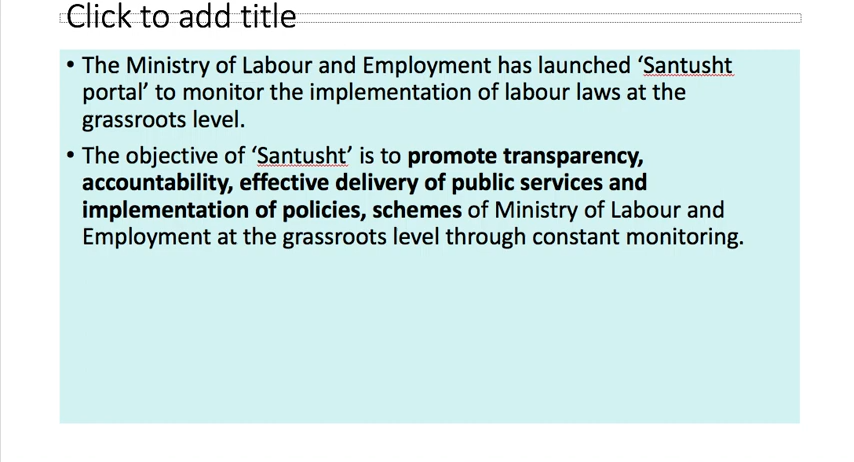 Click to add title
• The Ministry of Labour and Employment has launched ‘Santusht
portal’ to monitor the implementation of labour laws at the
grassroots level.
• The objective of ‘Santusht’ is to promote transparency,
accountability, effective delivery of public services and
implementation of policies, schemes of Ministry of Labour and
Employment at the grassroots level through constant monitoring.